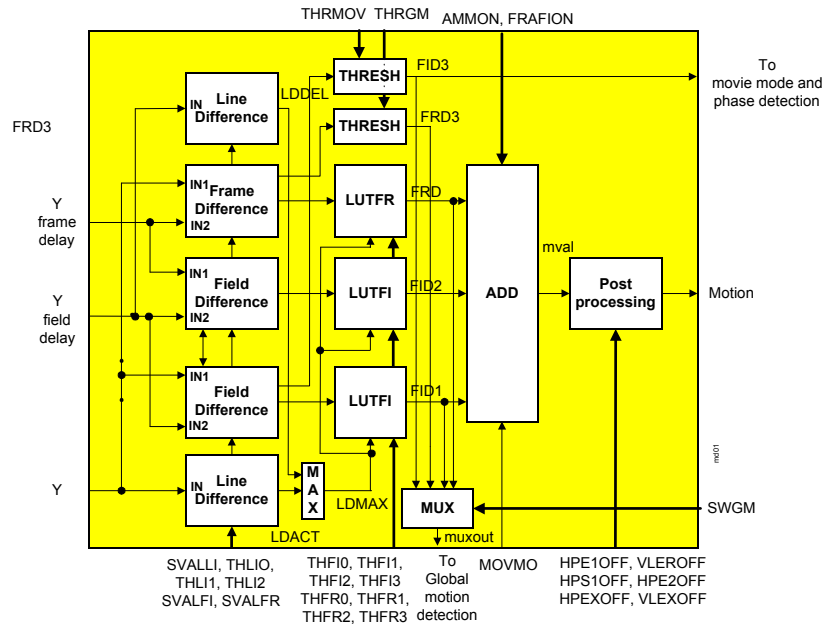 THRMOV THRGM AMMON, FRAFION
To
movie mode and
phase detection
FID3
THRESH
LDDEL
Line
Difference
IN
FRD3
THRESH
FRD3
IN1
Frame
Difference
IN2
LUTFR
FRD
Y
frame
delay
mval
IN1
Field
Difference
IN2
LUTFI
FID2
ADD
Post
processing
Motion
Y
field
delay
IN1
Field
Difference
IN2
LUTFI
FID1
md01
Y
IN
Line
Difference
M
A
X
LDMAX
MUX
SWGM
LDACT
muxout
SVALLI, THLIO,
THLI1, THLI2
SVALFI, SVALFR
THFI0, THFI1,
THFI2, THFI3
THFR0, THFR1,
THFR2, THFR3
To
Global
motion
detection
MOVMO
HPE1OFF, VLEROFF
HPS1OFF, HPE2OFF
HPEXOFF, VLEXOFF